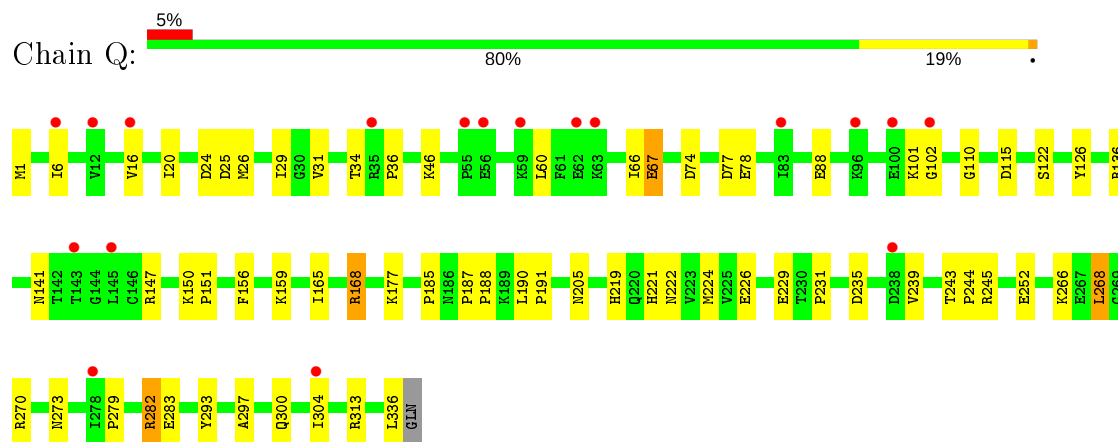 5%
Chain Q:
80% 19% •
M1 I6 V12 V16 I20 D24 D25 M26 I29 G30 V31 T34 R35 P36 K46 P55 E56 K59 L60 F61 E62 K63 I66 E67 D74 D77 E78 I83 E88 K96 E100 K101 G102 G110 D115 S122 Y126 R136
N141 T142 T143 G144 L145 C146 R147 K150 P151 F156 K159 I165 R168 K177 P185 N186 P187 P188 K189 L190 P191 N205 H219 Q220 H221 N222 V223 M224 V225 E226 E229 T230 P231 D235 D238 V239 T243 P244 R245 E252 K266 E267 L268 G269
R270 N273 I278 P279 R282 E283 Y293 A297 Q300 I304 R313 L336 GLN